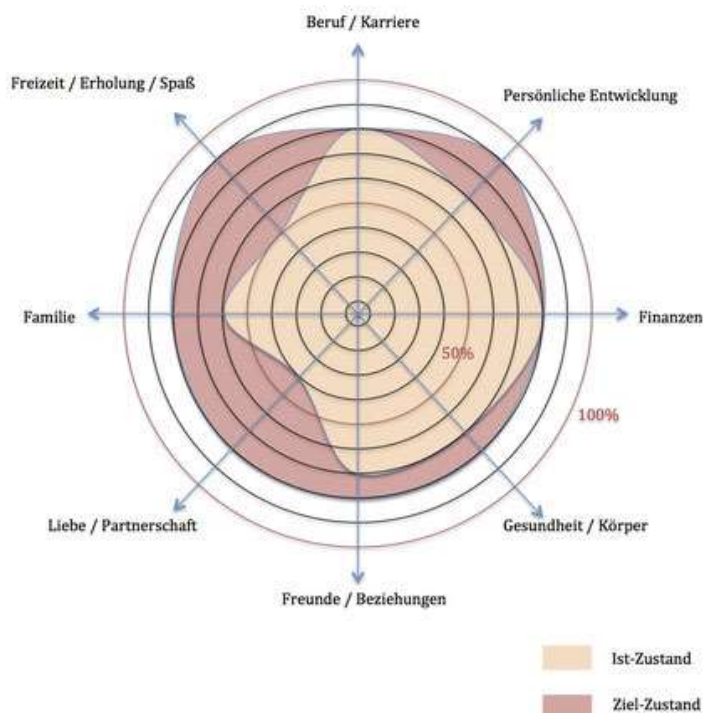 Beruf / Karriere
Freizeit / Erholung / Spaß
Persönliche Entwicklung
Familie
Finanzen
50%
100%
Liebe / Partnerschaft
Gesundheit / Körper
Freunde / Beziehungen
Ist-Zustand
Ziel-Zustand